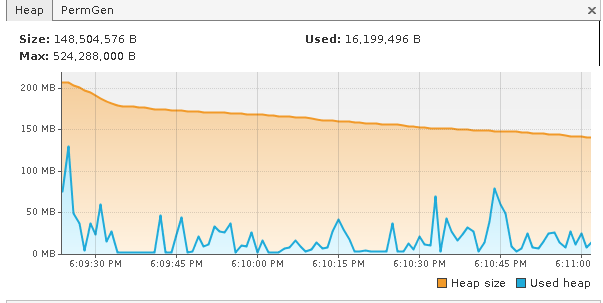 Heap PermGen ×
Size: 148,504,576 B Used: 16,199,496 B
Max: 524,288,000 B
200 MB
150 MB
100 MB
50 MB
0 MB
6:09:30 PM 6:09:45 PM 6:10:00 PM 6:10:15 PM 6:10:30 PM 6:10:45 PM 6:11:00
Heap size Used heap